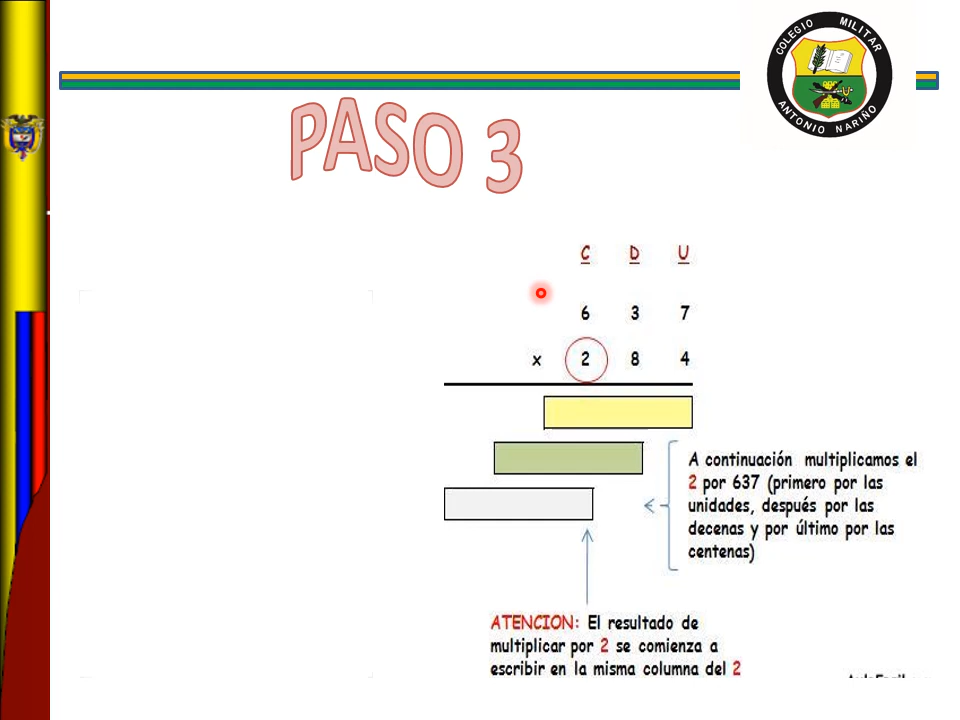 COLEGIO MILITAR
ANTONIO NARIÑO
PASO 3
C D U
6 3 7
x 2 8 4
A continuación multiplicamos el
2 por 637 (primero por las
unidades, después por las
decenas y por último por las
centenas)
ATENCION: El resultado de
multiplicar por 2 se comienza a
escribir en la misma columna del 2